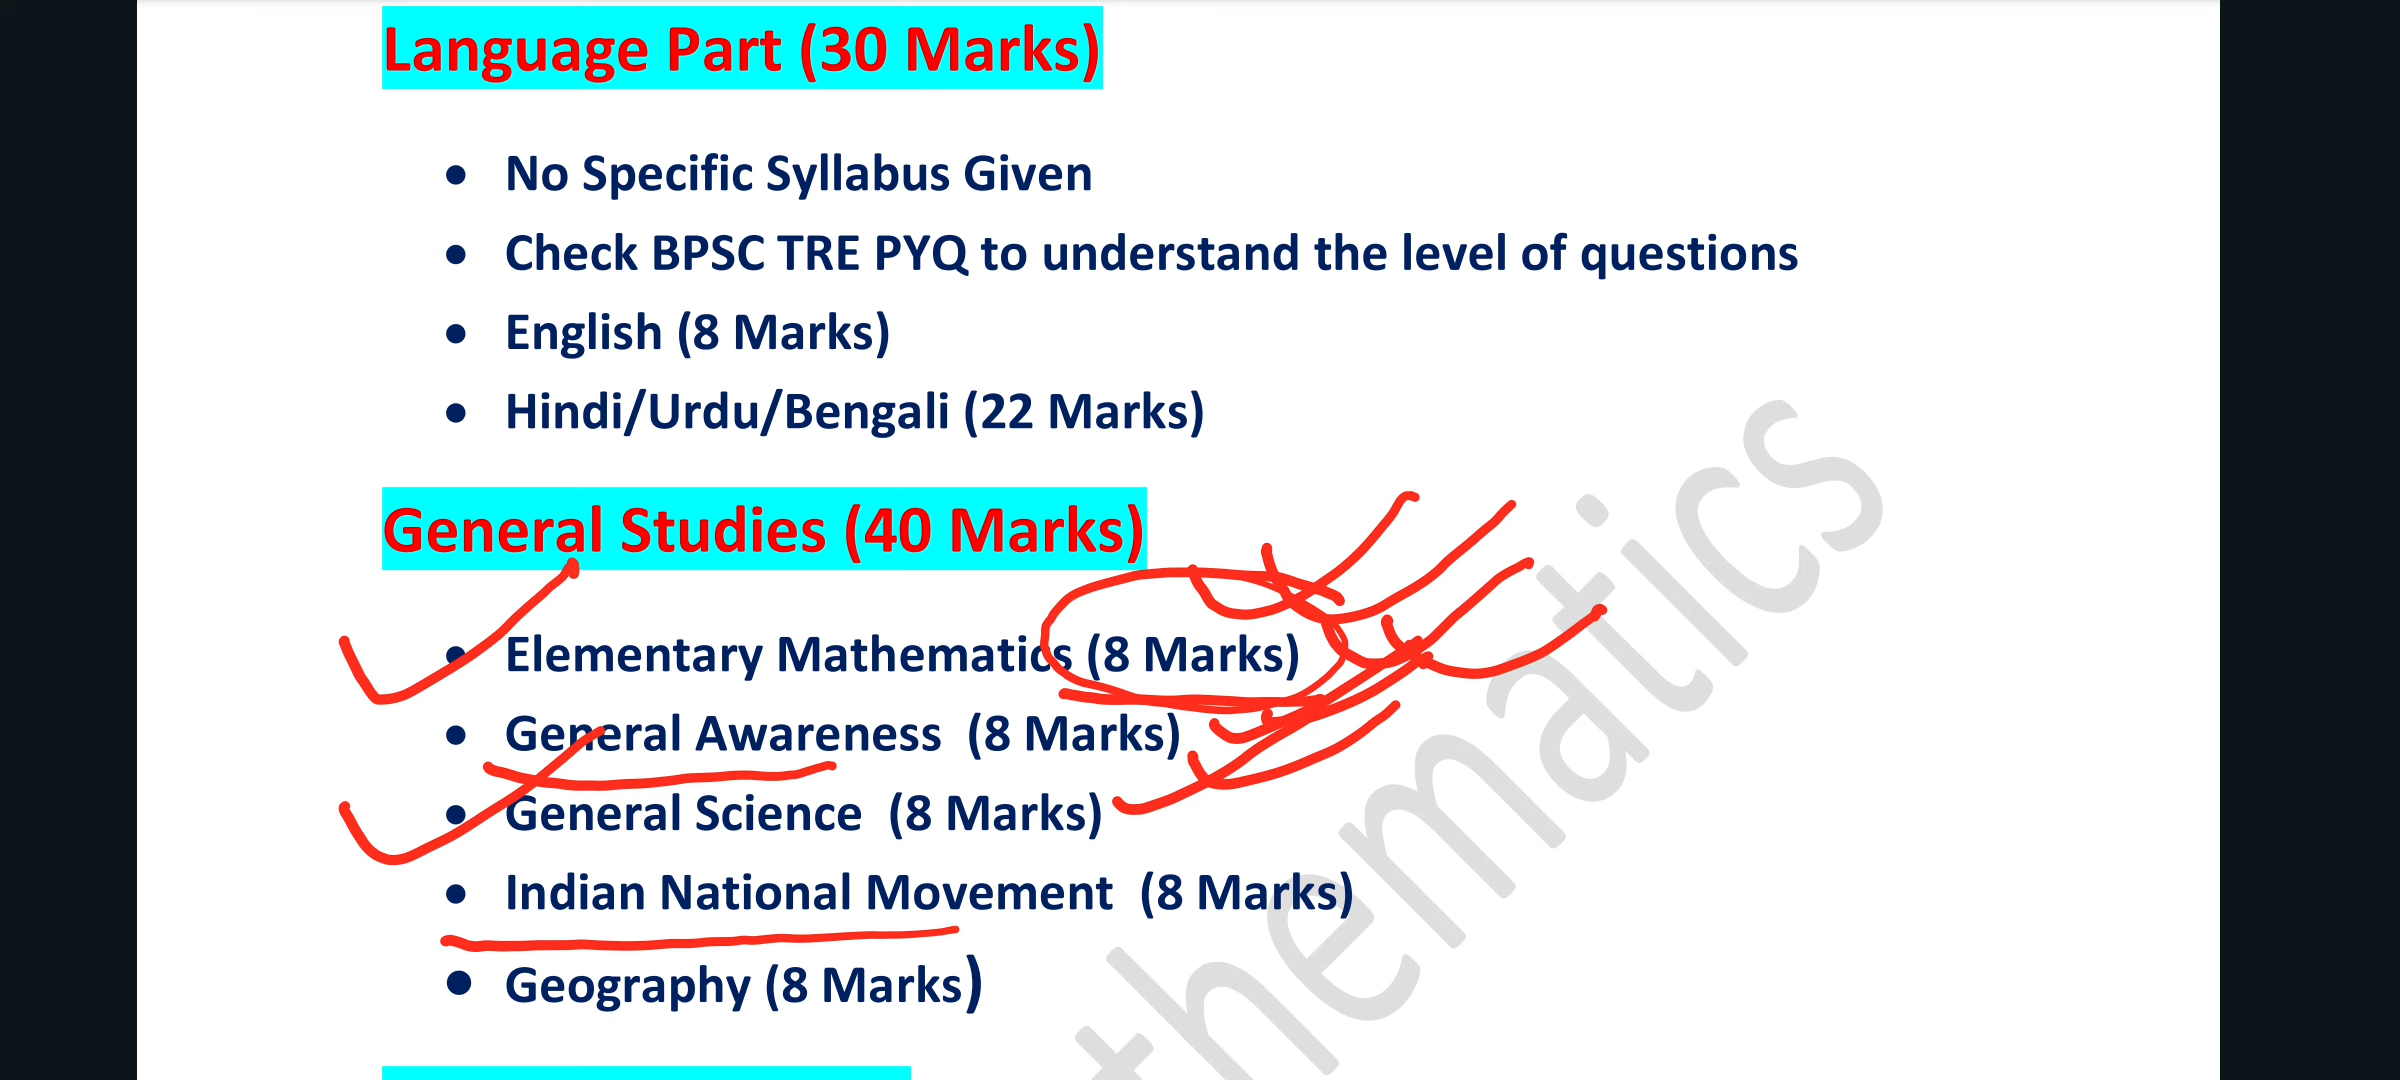 Language Part (30 Marks)
• No Specific Syllabus Given
• Check BPSC TRE PYQ to understand the level of questions
• English (8 Marks)
• Hindi/Urdu/Bengali (22 Marks)
General Studies (40 Marks)
• Elementary Mathematics (8 Marks)
• General Awareness (8 Marks)
• General Science (8 Marks)
• Indian National Movement (8 Marks)
• Geography (8 Marks)
thematics